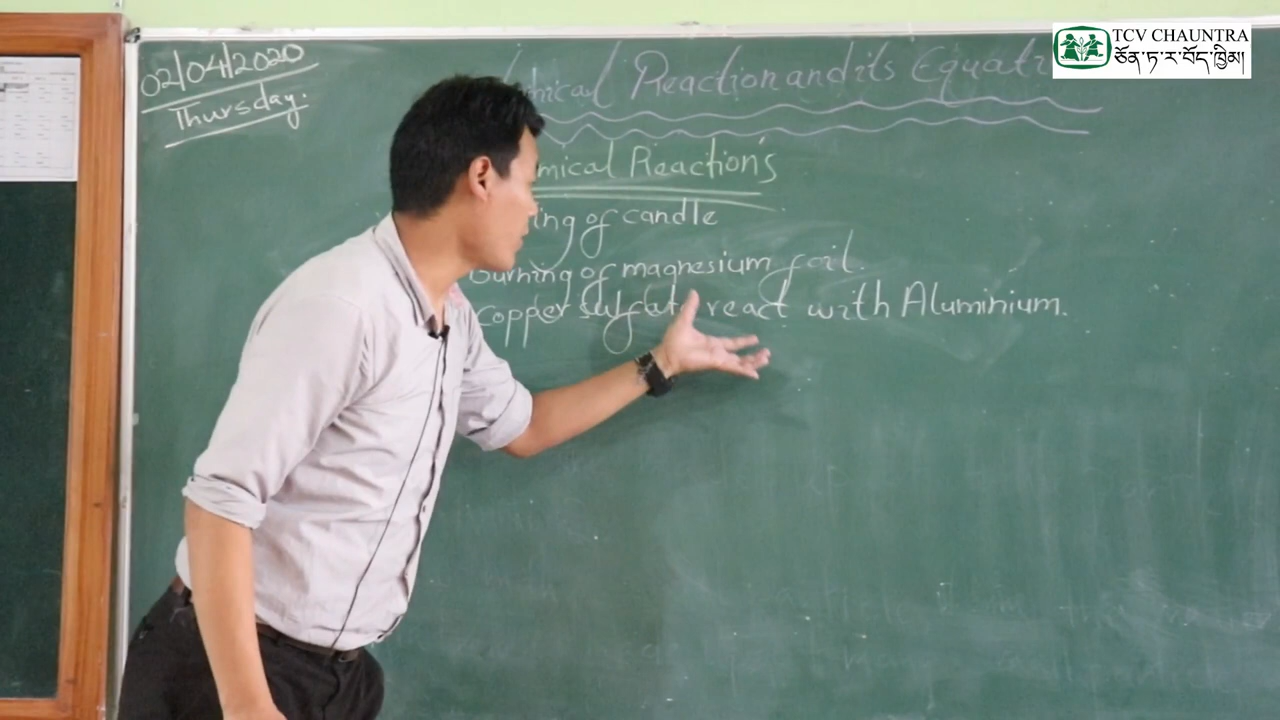 TCV CHAUNTRA
ཅོན་ཏ་ར་བོད་ཁྱིམ།
02/04/2020
Thursday.
Reaction and its
Reaction's
of candle
Burning of magnesium foil.
Copper sulfate react with Aluminium.